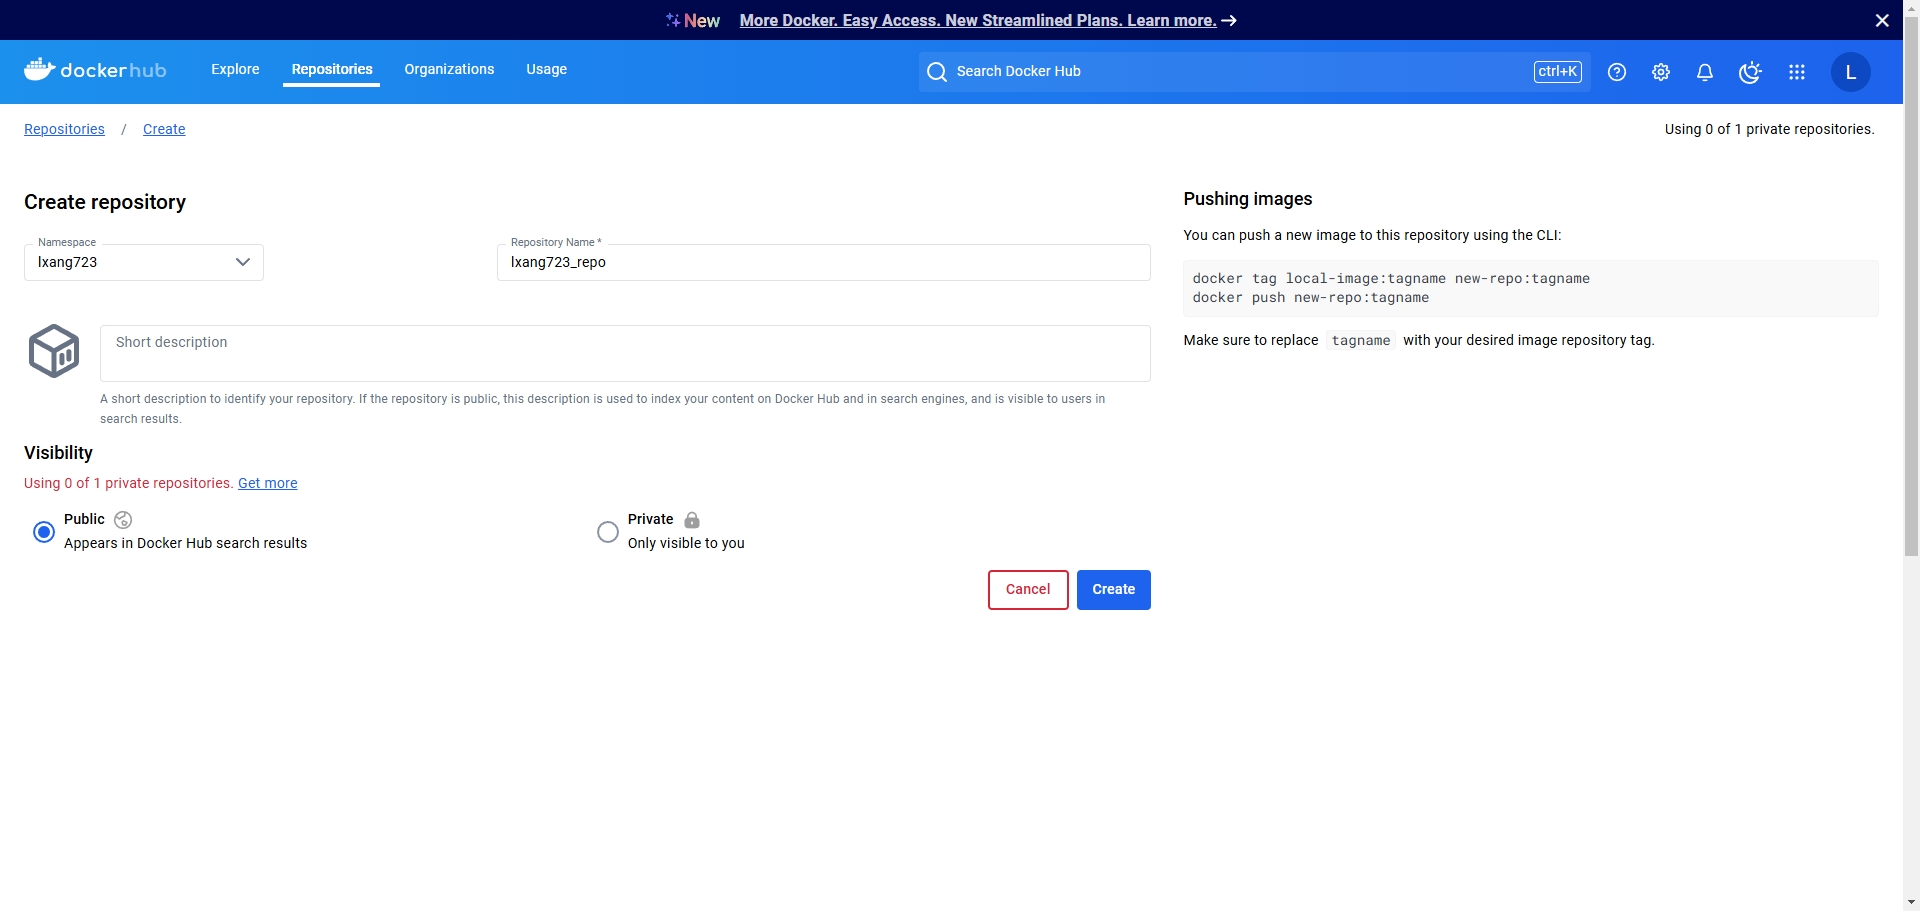 New More Docker. Easy Access. New Streamlined Plans. Learn more. →
dockerhub Explore Repositories Organizations Usage Search Docker Hub ctrl+K L
Repositories / Create Using 0 of 1 private repositories.
Create repository
Namespace
lxang723
Repository Name *
lxang723_repo
Short description
A short description to identify your repository. If the repository is public, this description is used to index your content on Docker Hub and in search engines, and is visible to users in
search results.
Visibility
Using 0 of 1 private repositories. Get more
Public
Appears in Docker Hub search results
Private
Only visible to you
Cancel Create
Pushing images
You can push a new image to this repository using the CLI:
docker tag local-image:tagname new-repo:tagname
docker push new-repo:tagname
Make sure to replace tagname with your desired image repository tag.